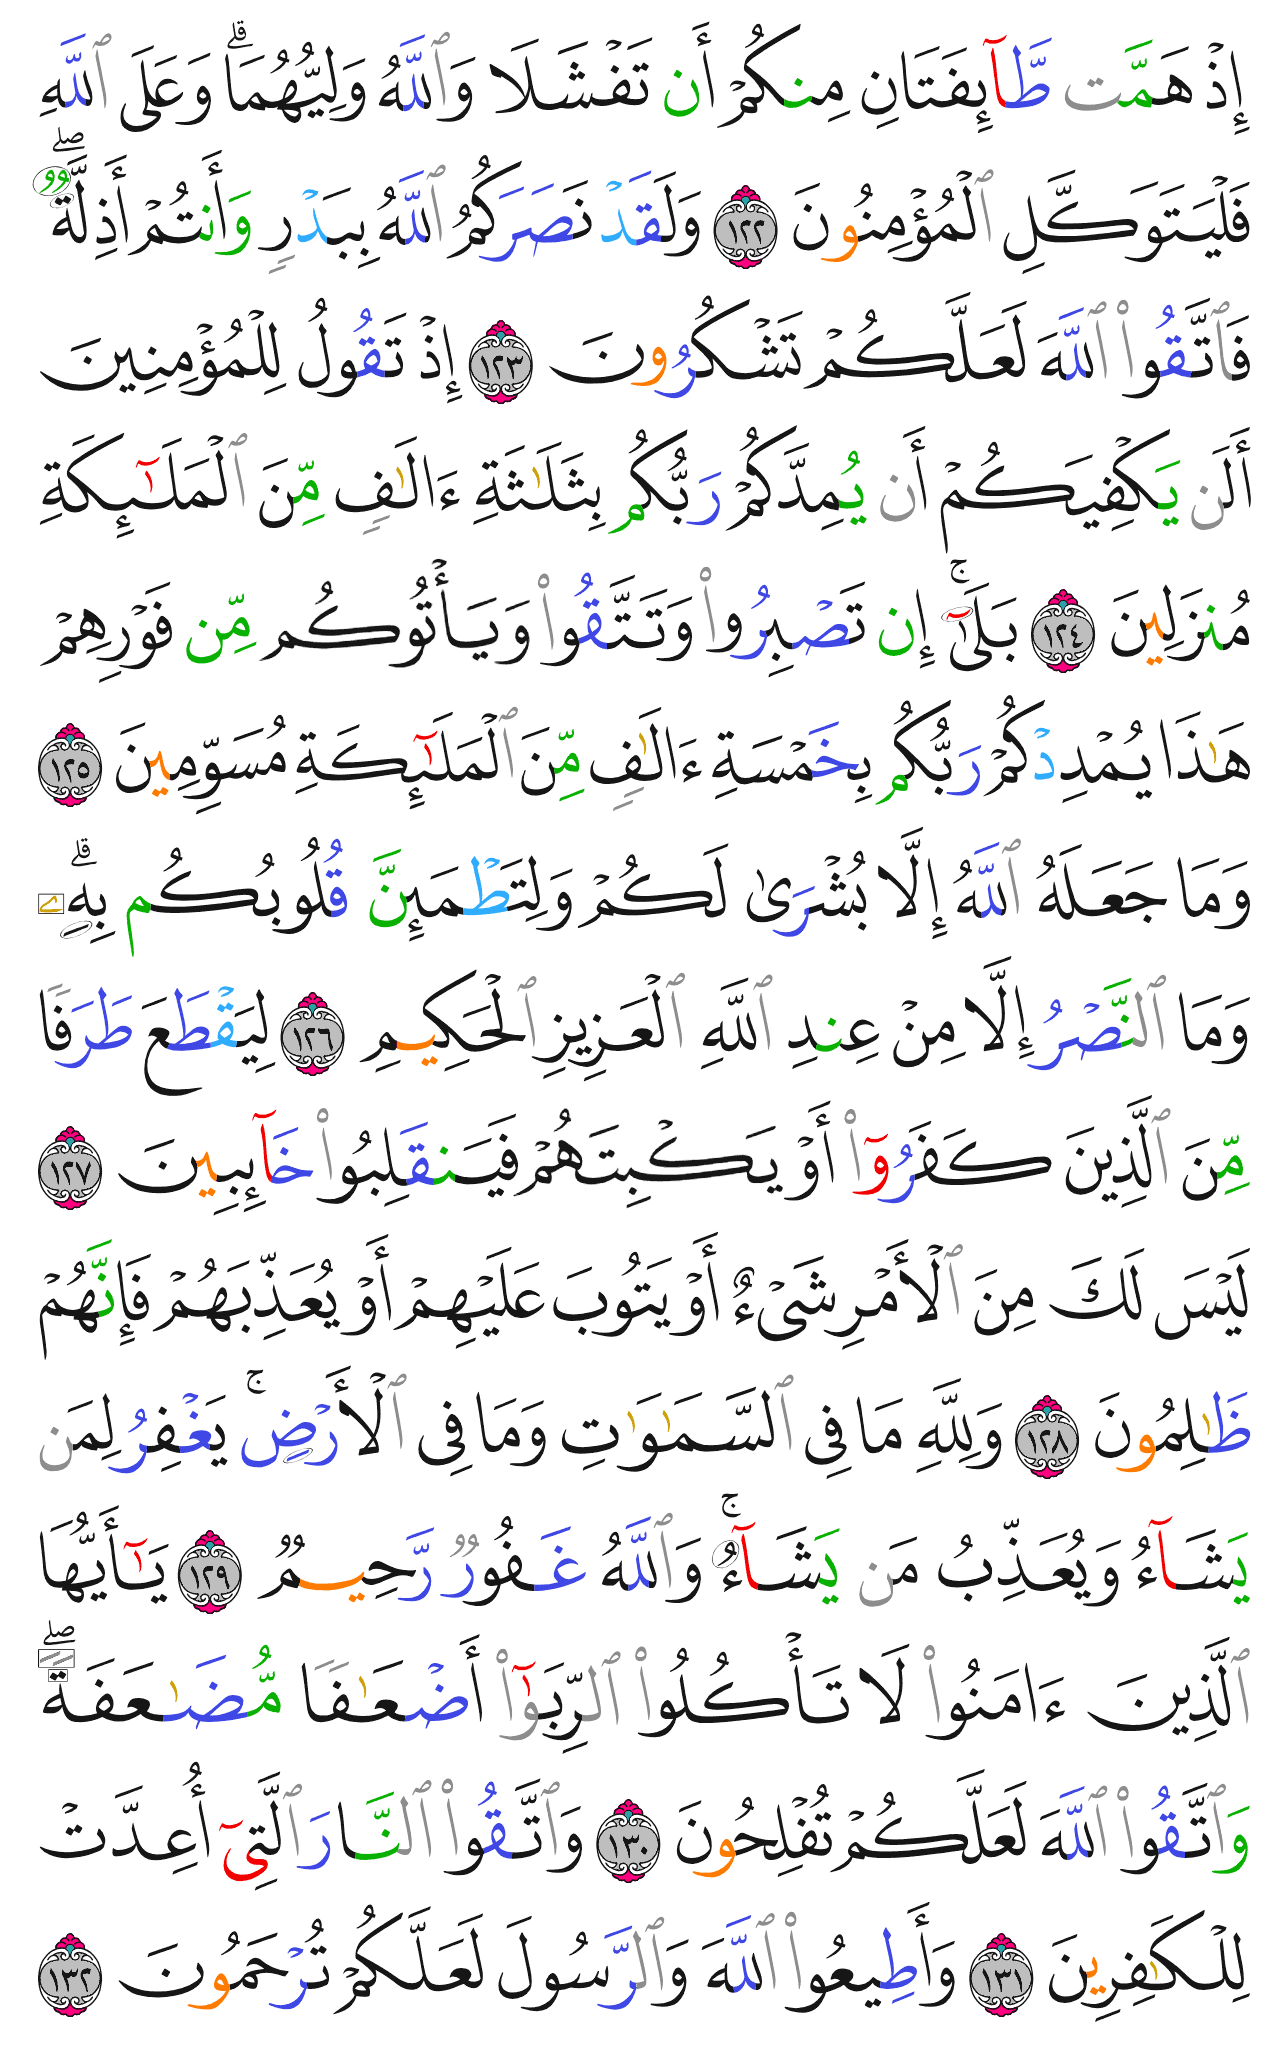 إِذْ هَمَّت طَّآئِفَتَانِ مِنكُمْ أَن تَفْشَلَا وَٱللَّهُ وَلِيُّهُمَا ۗ وَعَلَى ٱللَّهِ
فَلْيَتَوَكَّلِ ٱلْمُؤْمِنُونَ ١٢٢ وَلَقَدْ نَصَرَكُمُ ٱللَّهُ بِبَدْرٍ وَأَنتُمْ أَذِلَّةٌ ۖ
فَٱتَّقُوا۟ ٱللَّهَ لَعَلَّكُمْ تَشْكُرُونَ ١٢٣ إِذْ تَقُولُ لِلْمُؤْمِنِينَ
أَلَن يَكْفِيَكُمْ أَن يُمِدَّكُمْ رَبُّكُم بِثَلَٰثَةِ ءَالَٰفٍ مِّنَ ٱلْمَلَٰٓئِكَةِ
مُنزَلِينَ ١٢٤ بَلَىٰٓ ۚ إِن تَصْبِرُوا۟ وَتَتَّقُوا۟ وَيَأْتُوكُم مِّن فَوْرِهِمْ
هَٰذَا يُمْدِدْكُمْ رَبُّكُم بِخَمْسَةِ ءَالَٰفٍ مِّنَ ٱلْمَلَٰٓئِكَةِ مُسَوِّمِينَ ١٢٥
وَمَا جَعَلَهُ ٱللَّهُ إِلَّا بُشْرَىٰ لَكُمْ وَلِتَطْمَئِنَّ قُلُوبُكُم بِهِۦ ۗ
وَمَا ٱلنَّصْرُ إِلَّا مِنْ عِندِ ٱللَّهِ ٱلْعَزِيزِ ٱلْحَكِيمِ ١٢٦ لِيَقْطَعَ طَرَفًا
مِّنَ ٱلَّذِينَ كَفَرُوٓا۟ أَوْ يَكْبِتَهُمْ فَيَنقَلِبُوا۟ خَآئِبِينَ ١٢٧
لَيْسَ لَكَ مِنَ ٱلْأَمْرِ شَىْءٌ أَوْ يَتُوبَ عَلَيْهِمْ أَوْ يُعَذِّبَهُمْ فَإِنَّهُمْ
ظَٰلِمُونَ ١٢٨ وَلِلَّهِ مَا فِى ٱلسَّمَٰوَٰتِ وَمَا فِى ٱلْأَرْضِ ۚ يَغْفِرُ لِمَن
يَشَآءُ وَيُعَذِّبُ مَن يَشَآءُ ۚ وَٱللَّهُ غَفُورٌ رَّحِيمٌ ١٢٩ يَٰٓأَيُّهَا
ٱلَّذِينَ ءَامَنُوا۟ لَا تَأْكُلُوا۟ ٱلرِّبَوٰٓا۟ أَضْعَٰفًا مُّضَٰعَفَةً ۖ
وَٱتَّقُوا۟ ٱللَّهَ لَعَلَّكُمْ تُفْلِحُونَ ١٣٠ وَٱتَّقُوا۟ ٱلنَّارَ ٱلَّتِىٓ أُعِدَّتْ
لِلْكَٰفِرِينَ ١٣١ وَأَطِيعُوا۟ ٱللَّهَ وَٱلرَّسُولَ لَعَلَّكُمْ تُرْحَمُونَ ١٣٢